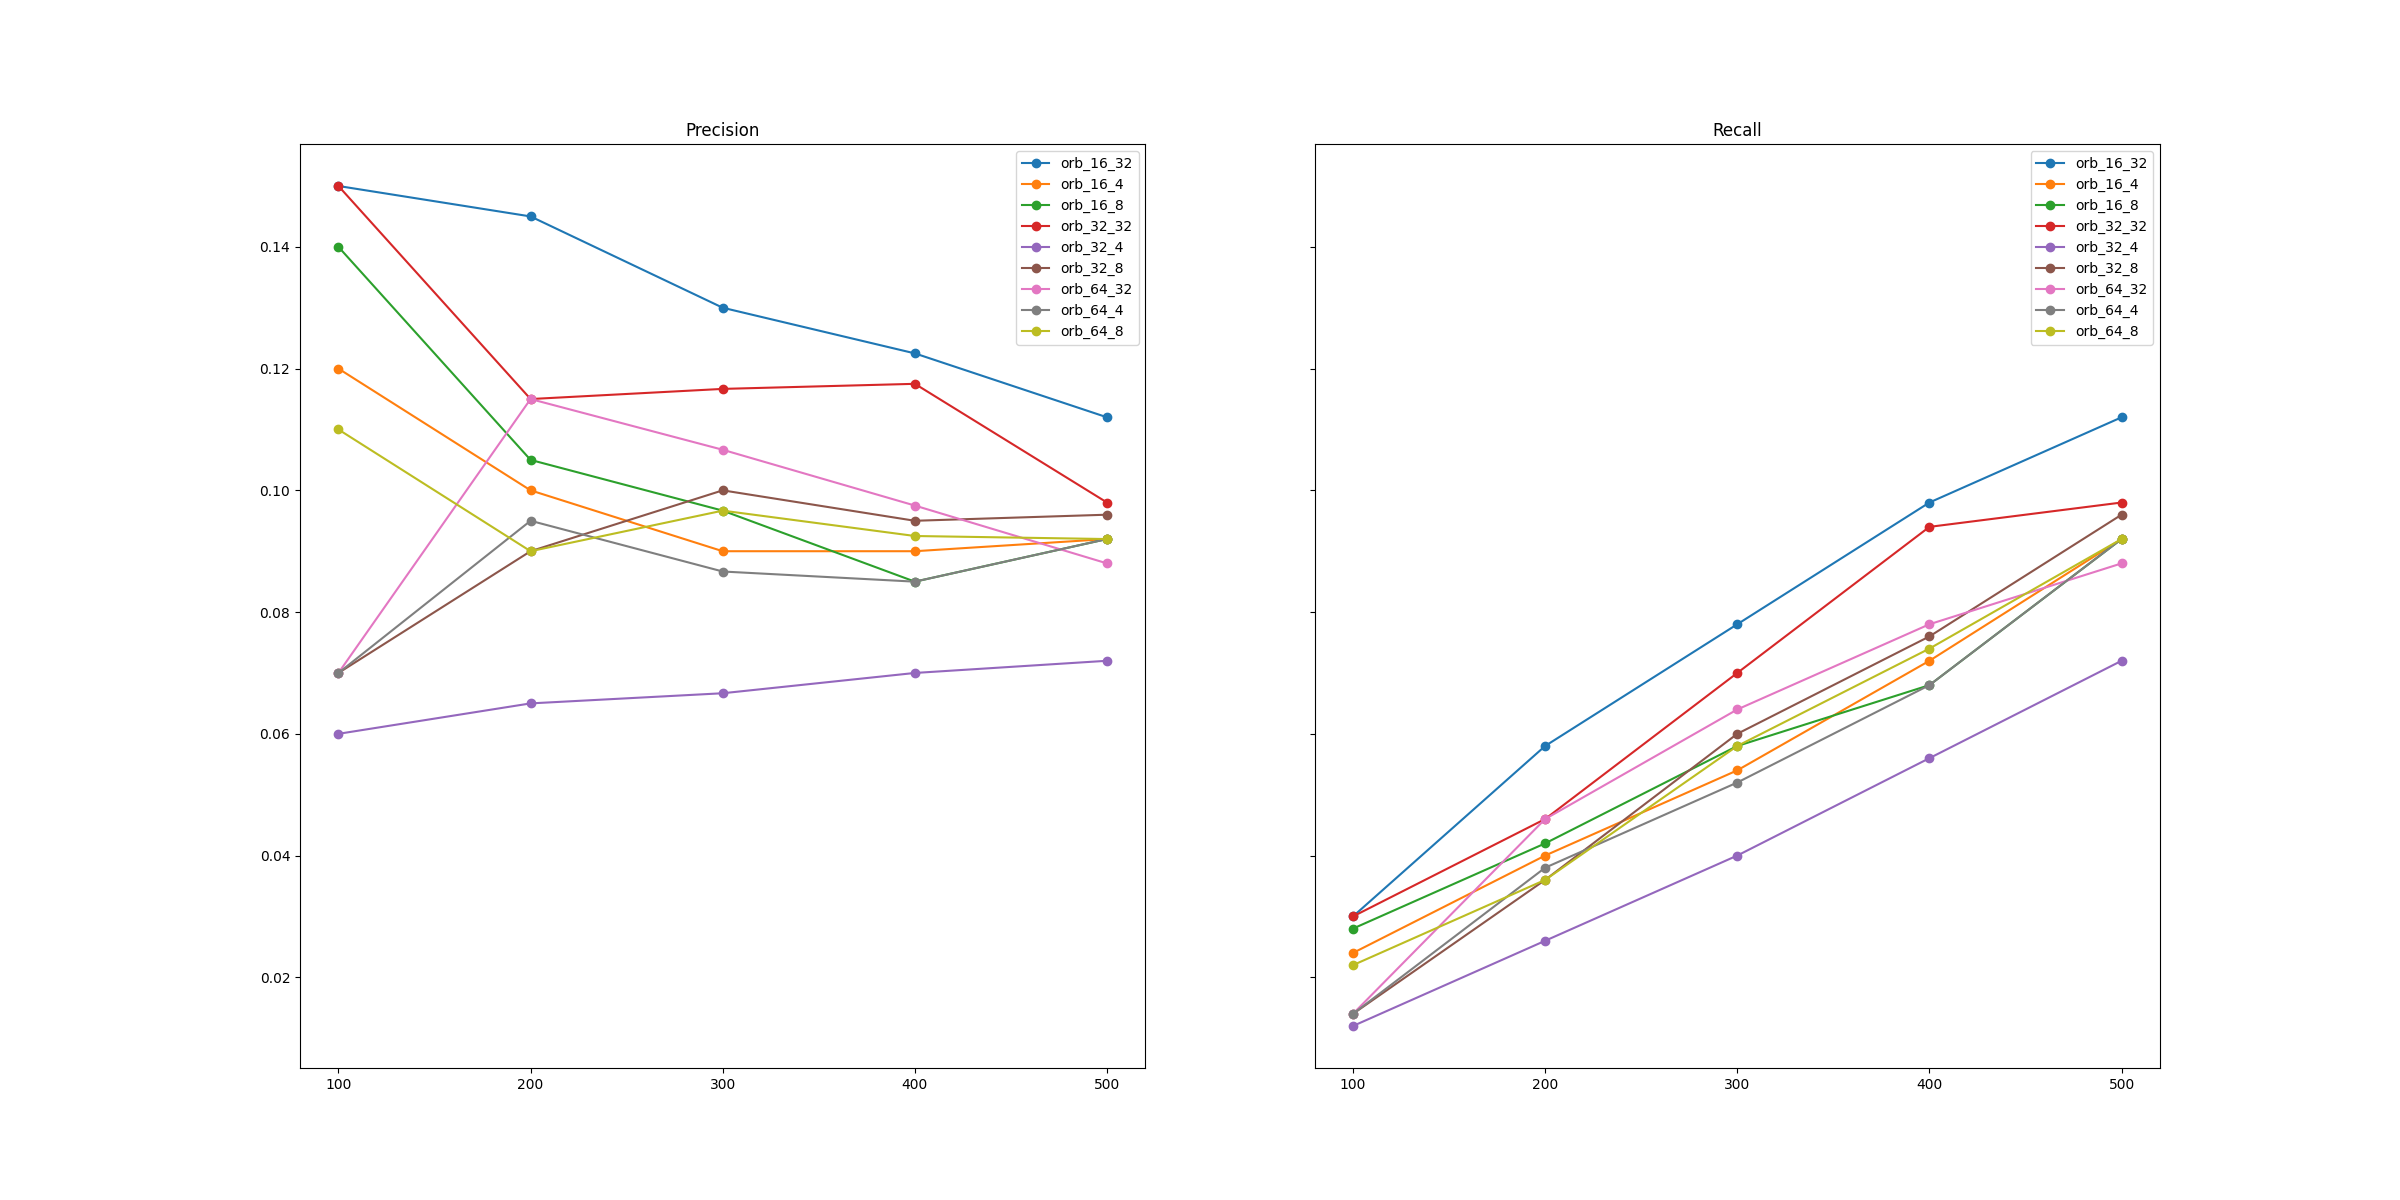 Precision
0.14
0.12
0.10
0.08
0.06
0.04
0.02
100 200 300 400 500
orb_16_32
orb_16_4
orb_16_8
orb_32_32
orb_32_4
orb_32_8
orb_64_32
orb_64_4
orb_64_8
Recall
100 200 300 400 500
orb_16_32
orb_16_4
orb_16_8
orb_32_32
orb_32_4
orb_32_8
orb_64_32
orb_64_4
orb_64_8